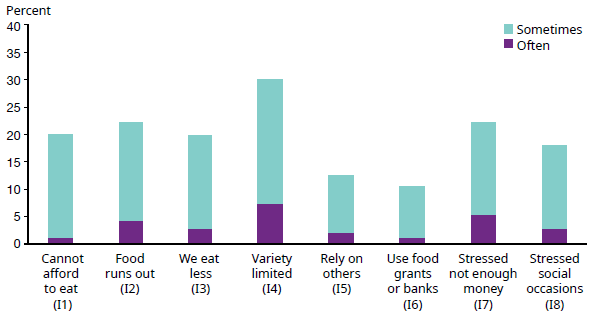 Percent
40
35
30
25
20
15
10
5
0
Sometimes
Often
Cannot
afford
to eat
(I1)
Food
runs out
(I2)
We eat
less
(I3)
Variety
limited
(I4)
Rely on
others
(I5)
Use food
grants
or banks
(I6)
Stressed
not enough
money
(I7)
Stressed
social
occasions
(I8)